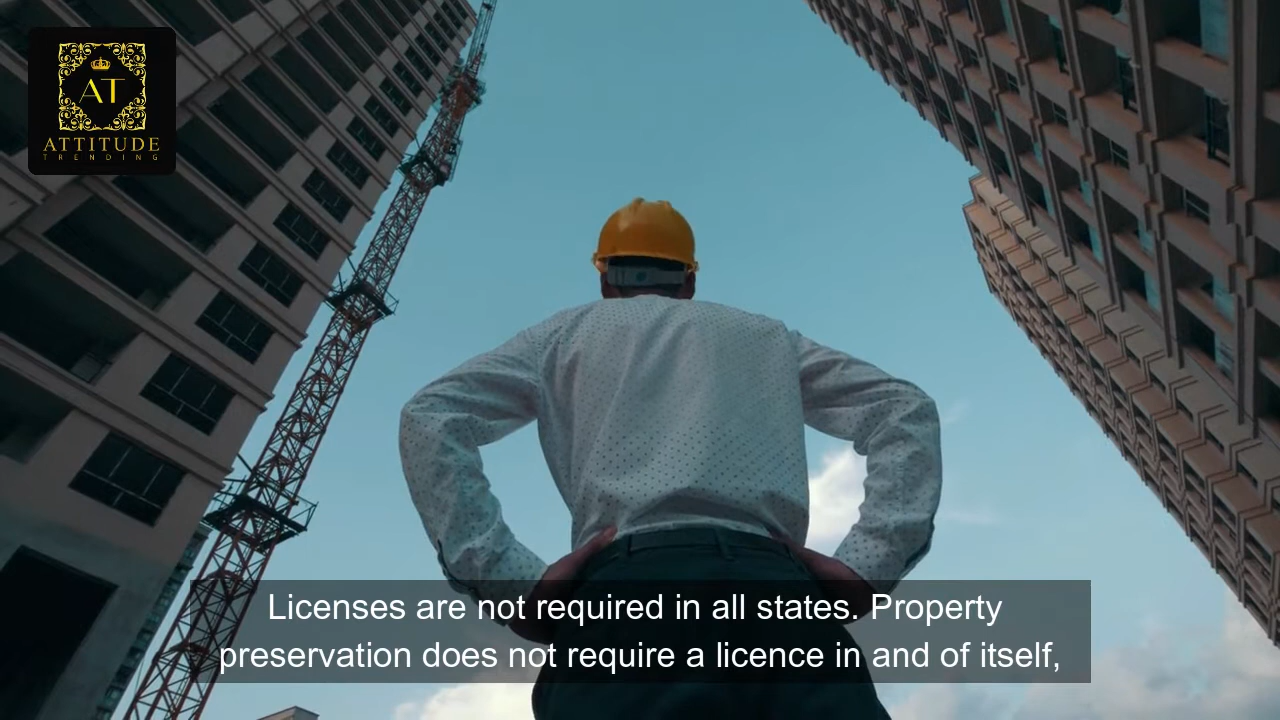 AT
ATTITUDE
TRENDING
Licenses are not required in all states. Property
preservation does not require a licence in and of itself,